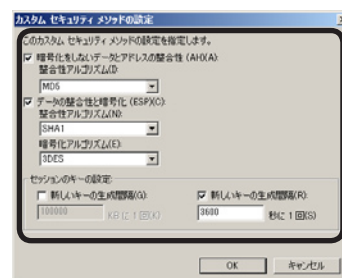 カスタム セキュリティ メソッドの設定
このカスタム セキュリティ メソッドの設定を指定します。
暗号化をしないデータとアドレスの整合性 (AH)(A):
整合性アルゴリズム(I):
MD5
データの整合性と暗号化 (ESP)(C):
整合性アルゴリズム(N):
SHA1
暗号化アルゴリズム(E):
3DES
セッションのキーの設定:
新しいキーの生成間隔(G): 新しいキーの生成間隔(R):
100000 KB に 1 回(K) 3600 秒に 1 回(S)
OK キャンセル